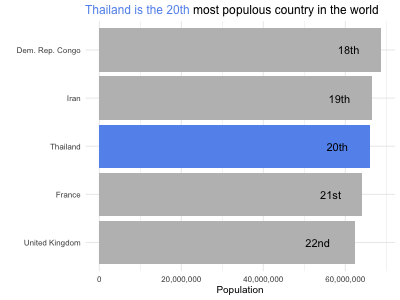 Thailand is the 20th most populous country in the world
Dem. Rep. Congo 18th
Iran 19th
Thailand 20th
France 21st
United Kingdom 22nd
0 20,000,000 40,000,000 60,000,000
Population